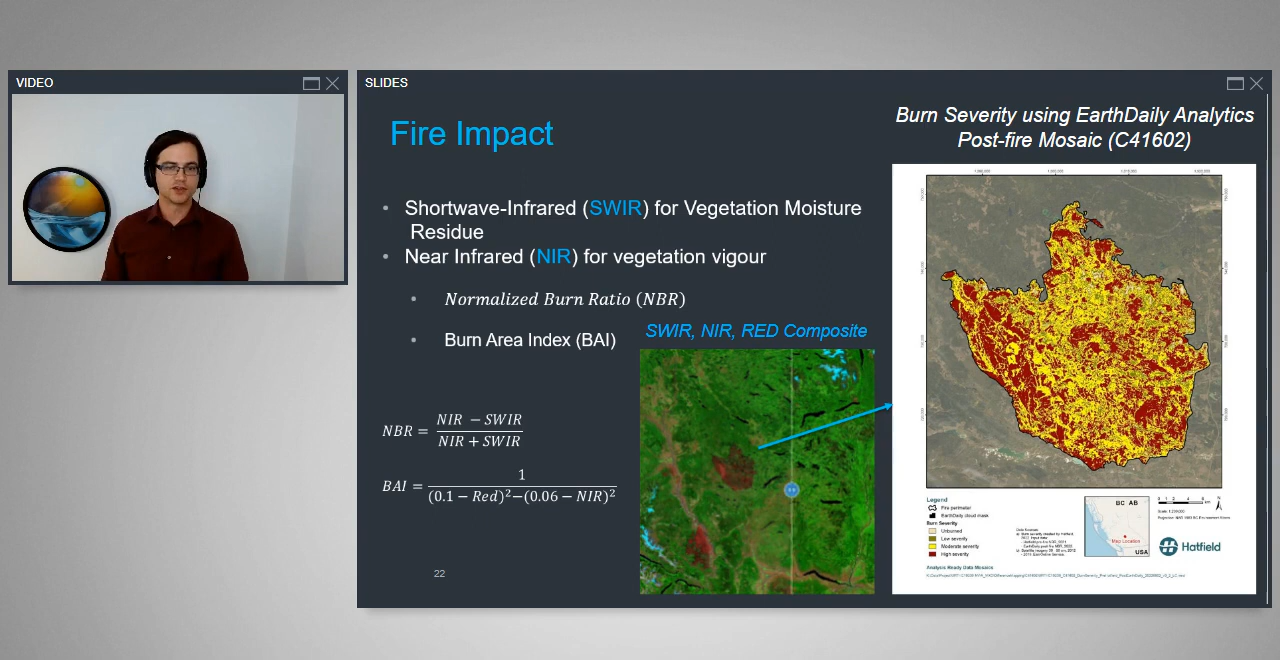 VIDEO
SLIDES
Fire Impact
Burn Severity using EarthDaily Analytics
Post-fire Mosaic (C41602)
• Shortwave-Infrared (SWIR) for Vegetation Moisture
Residue
• Near Infrared (NIR) for vegetation vigour
• Normalized Burn Ratio (NBR)
• Burn Area Index (BAI)
SWIR, NIR, RED Composite
NBR = (NIR − SWIR) / (NIR + SWIR)
BAI = 1 / ((0.1 − Red)²−(0.06 − NIR)²)
22
Legend
Fire perimeter
EarthDaily cloud mask
Burn Severity
Unburned
Low severity
Moderate severity
High severity
BC AB
Map Location
USA
Hatfield
Analysis Ready Data Mosaics